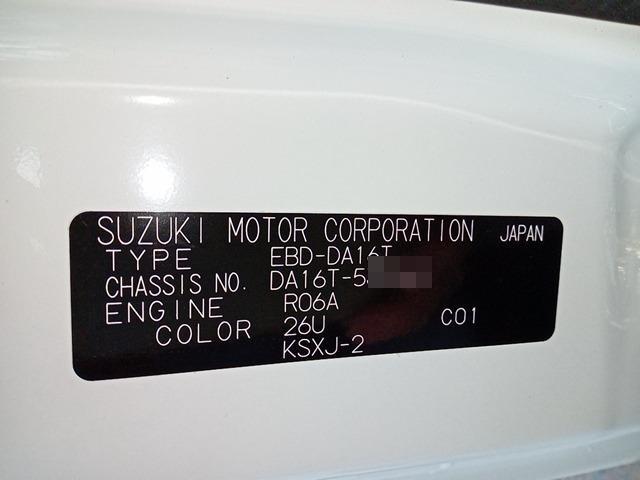 SUZUKI MOTOR CORPORATION JAPAN
TYPE EBD-DA16T
CHASSIS NO. DA16T-5
ENGINE R06A
COLOR 26U C01
KSXJ-2